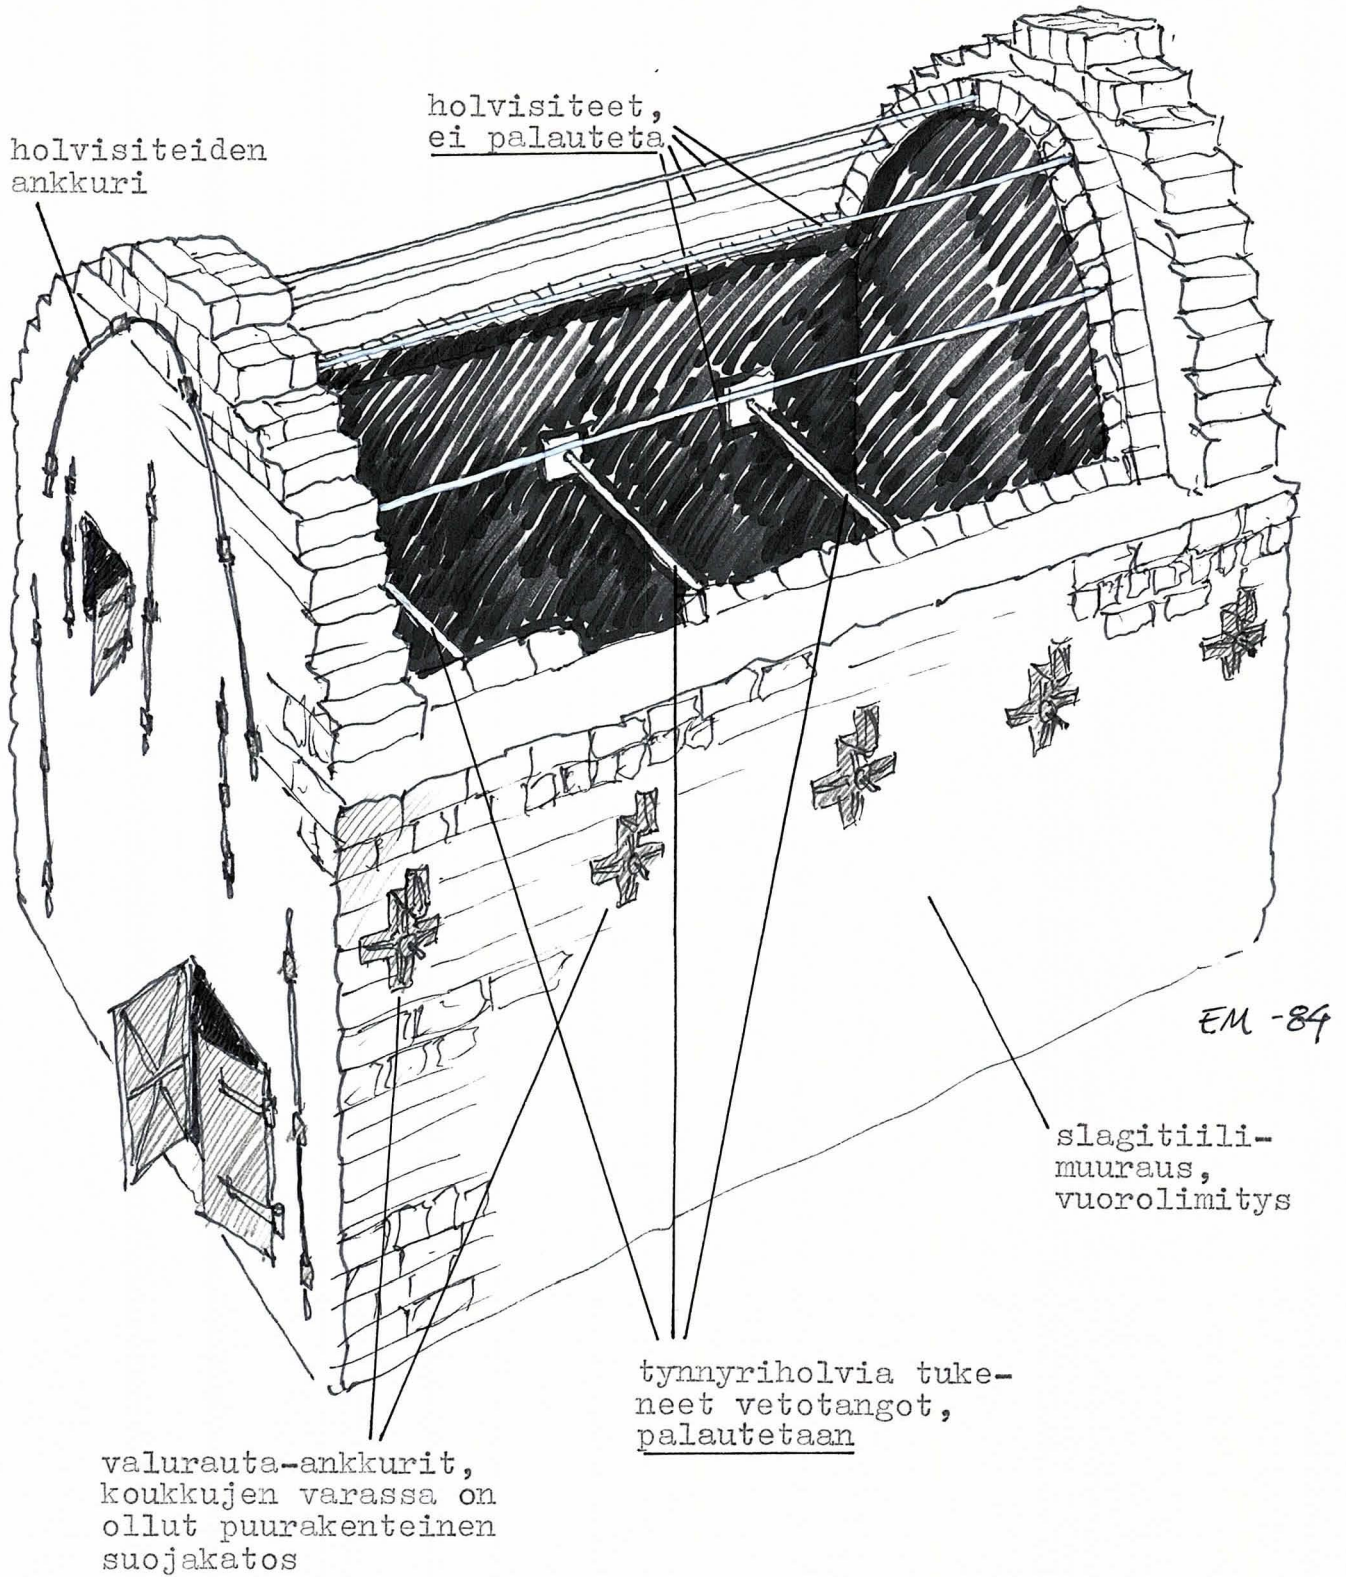 holvisiteet,
ei palauteta
holvisiteiden
ankkuri
EM -84
slagitiili-
muuraus,
vuorolimitys
tynnyriholvia tuke-
neet vetotangot,
palautetaan
valurauta-ankkurit,
koukkujen varassa on
ollut puurakenteinen
suojakatos